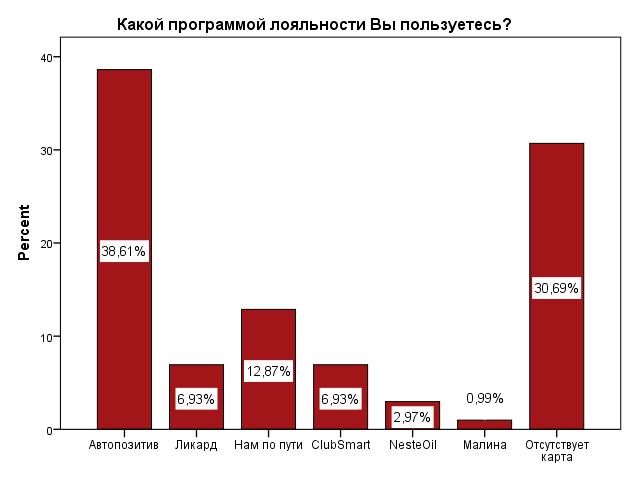 Какой программой лояльности Вы пользуетесь?
Percent
40
30
20
10
0
38,61%
6,93%
12,87%
6,93%
2,97%
0,99%
30,69%
Автопозитив
Ликард
Нам по пути
ClubSmart
NesteOil
Малина
Отсутствует
карта